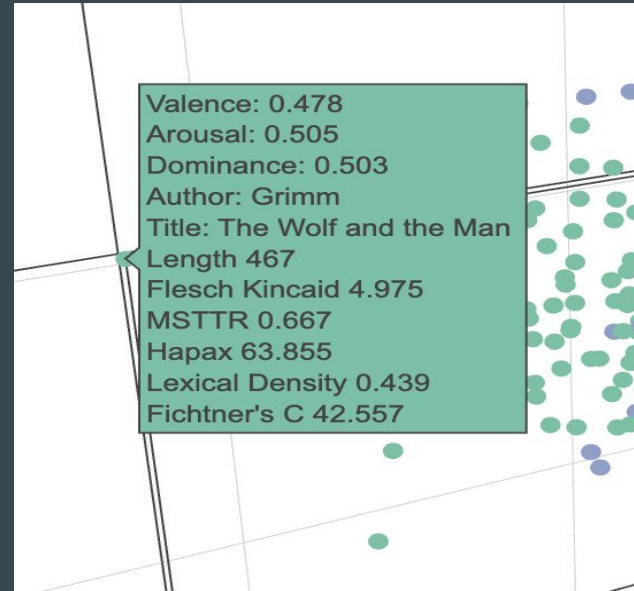 Valence: 0.478
Arousal: 0.505
Dominance: 0.503
Author: Grimm
Title: The Wolf and the Man
Length 467
Flesch Kincaid 4.975
MSTTR 0.667
Hapax 63.855
Lexical Density 0.439
Fichtner's C 42.557